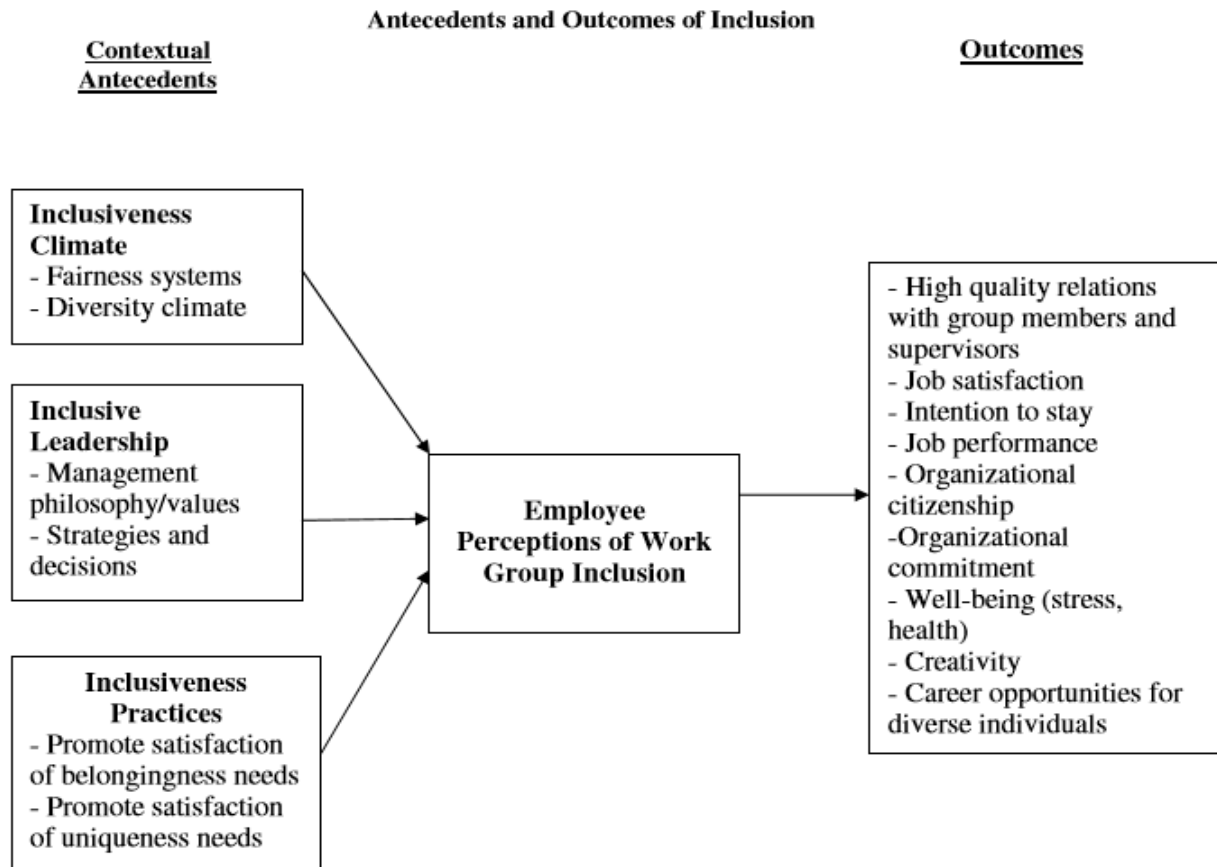 Antecedents and Outcomes of Inclusion
Contextual
Antecedents
Outcomes
Inclusiveness
Climate
- Fairness systems
- Diversity climate
Inclusive
Leadership
- Management
philosophy/values
- Strategies and
decisions
Inclusiveness
Practices
- Promote satisfaction
of belongingness needs
- Promote satisfaction
of uniqueness needs
Employee
Perceptions of Work
Group Inclusion
- High quality relations
with group members and
supervisors
- Job satisfaction
- Intention to stay
- Job performance
- Organizational
citizenship
-Organizational
commitment
- Well-being (stress,
health)
- Creativity
- Career opportunities for
diverse individuals